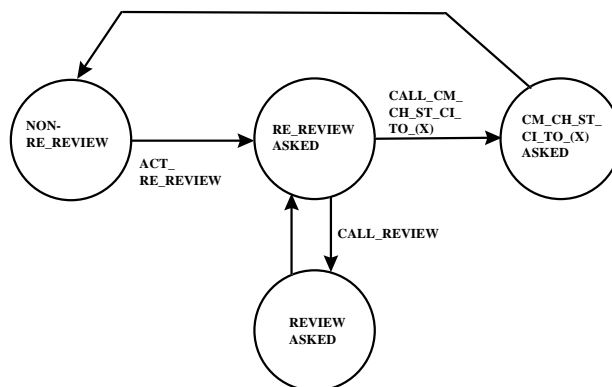 NON-
RE_REVIEW
ACT_
RE_REVIEW
RE_REVIEW
ASKED
CALL_CM_
CH_ST_CI_
TO_(X)
CM_CH_ST_
CI_TO_(X)
ASKED
CALL_REVIEW
REVIEW
ASKED